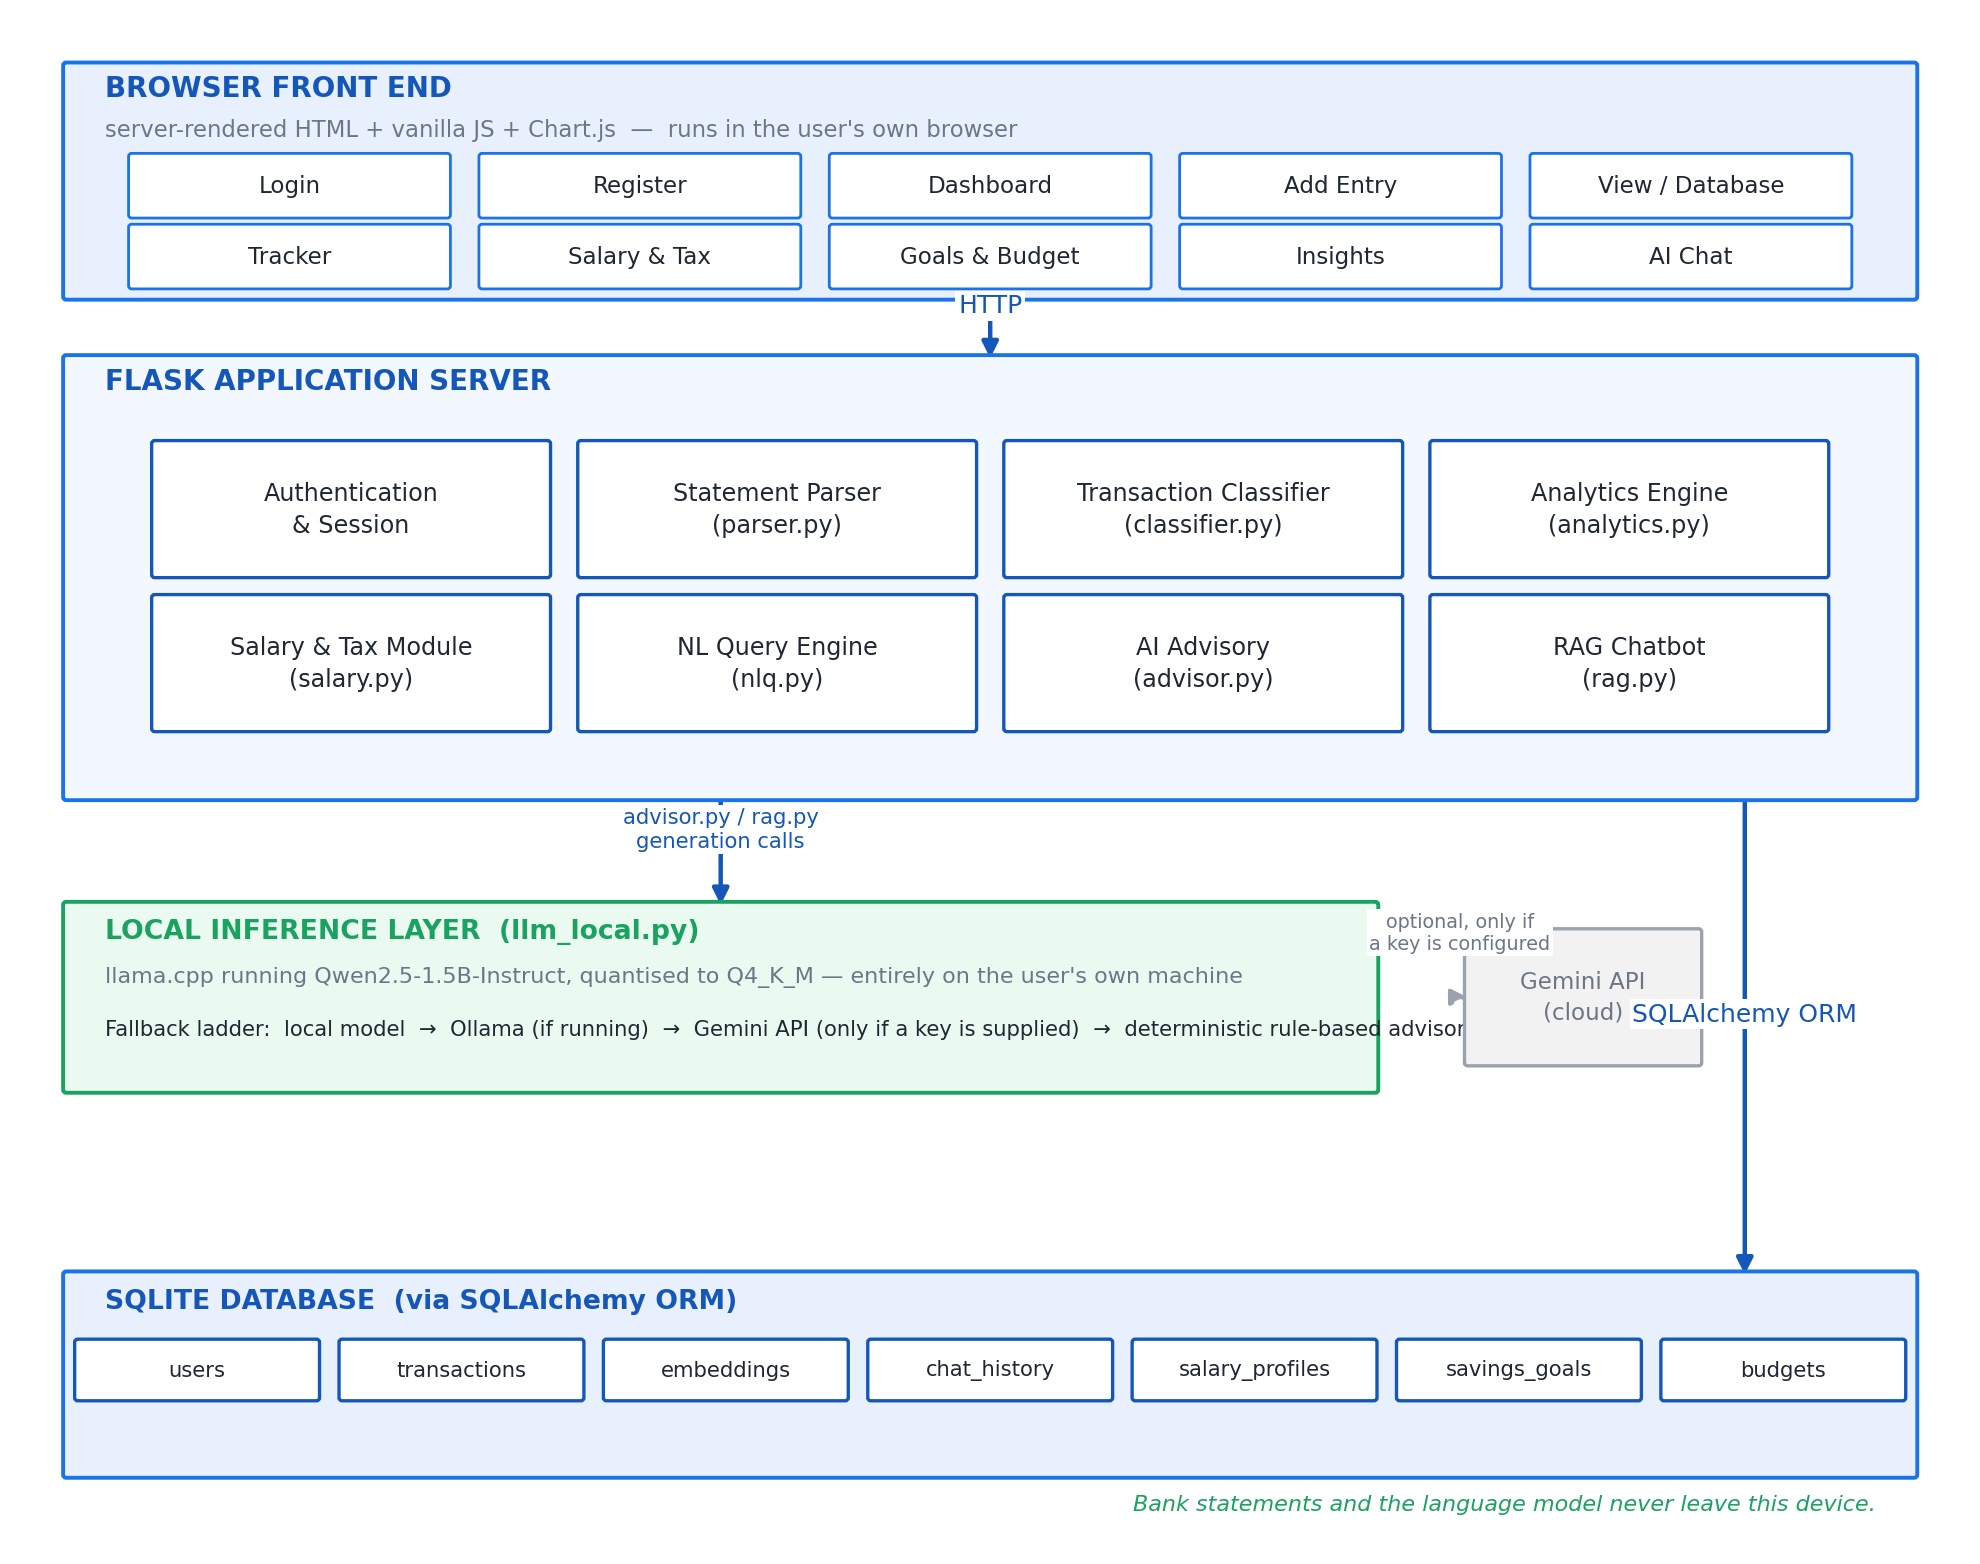 BROWSER FRONT END
server-rendered HTML + vanilla JS + Chart.js — runs in the user's own browser
Login
Register
Dashboard
Add Entry
View / Database
Tracker
Salary & Tax
Goals & Budget
Insights
AI Chat
HTTP
FLASK APPLICATION SERVER
Authentication
& Session
Statement Parser
(parser.py)
Transaction Classifier
(classifier.py)
Analytics Engine
(analytics.py)
Salary & Tax Module
(salary.py)
NL Query Engine
(nlq.py)
AI Advisory
(advisor.py)
RAG Chatbot
(rag.py)
advisor.py / rag.py
generation calls
LOCAL INFERENCE LAYER (llm_local.py)
llama.cpp running Qwen2.5-1.5B-Instruct, quantised to Q4_K_M — entirely on the user's own machine
Fallback ladder: local model → Ollama (if running) → Gemini API (only if a key is supplied) → deterministic rule-based advisor
optional, only if
a key is configured
Gemini API
(cloud)
SQLAlchemy ORM
SQLITE DATABASE (via SQLAlchemy ORM)
users
transactions
embeddings
chat_history
salary_profiles
savings_goals
budgets
Bank statements and the language model never leave this device.